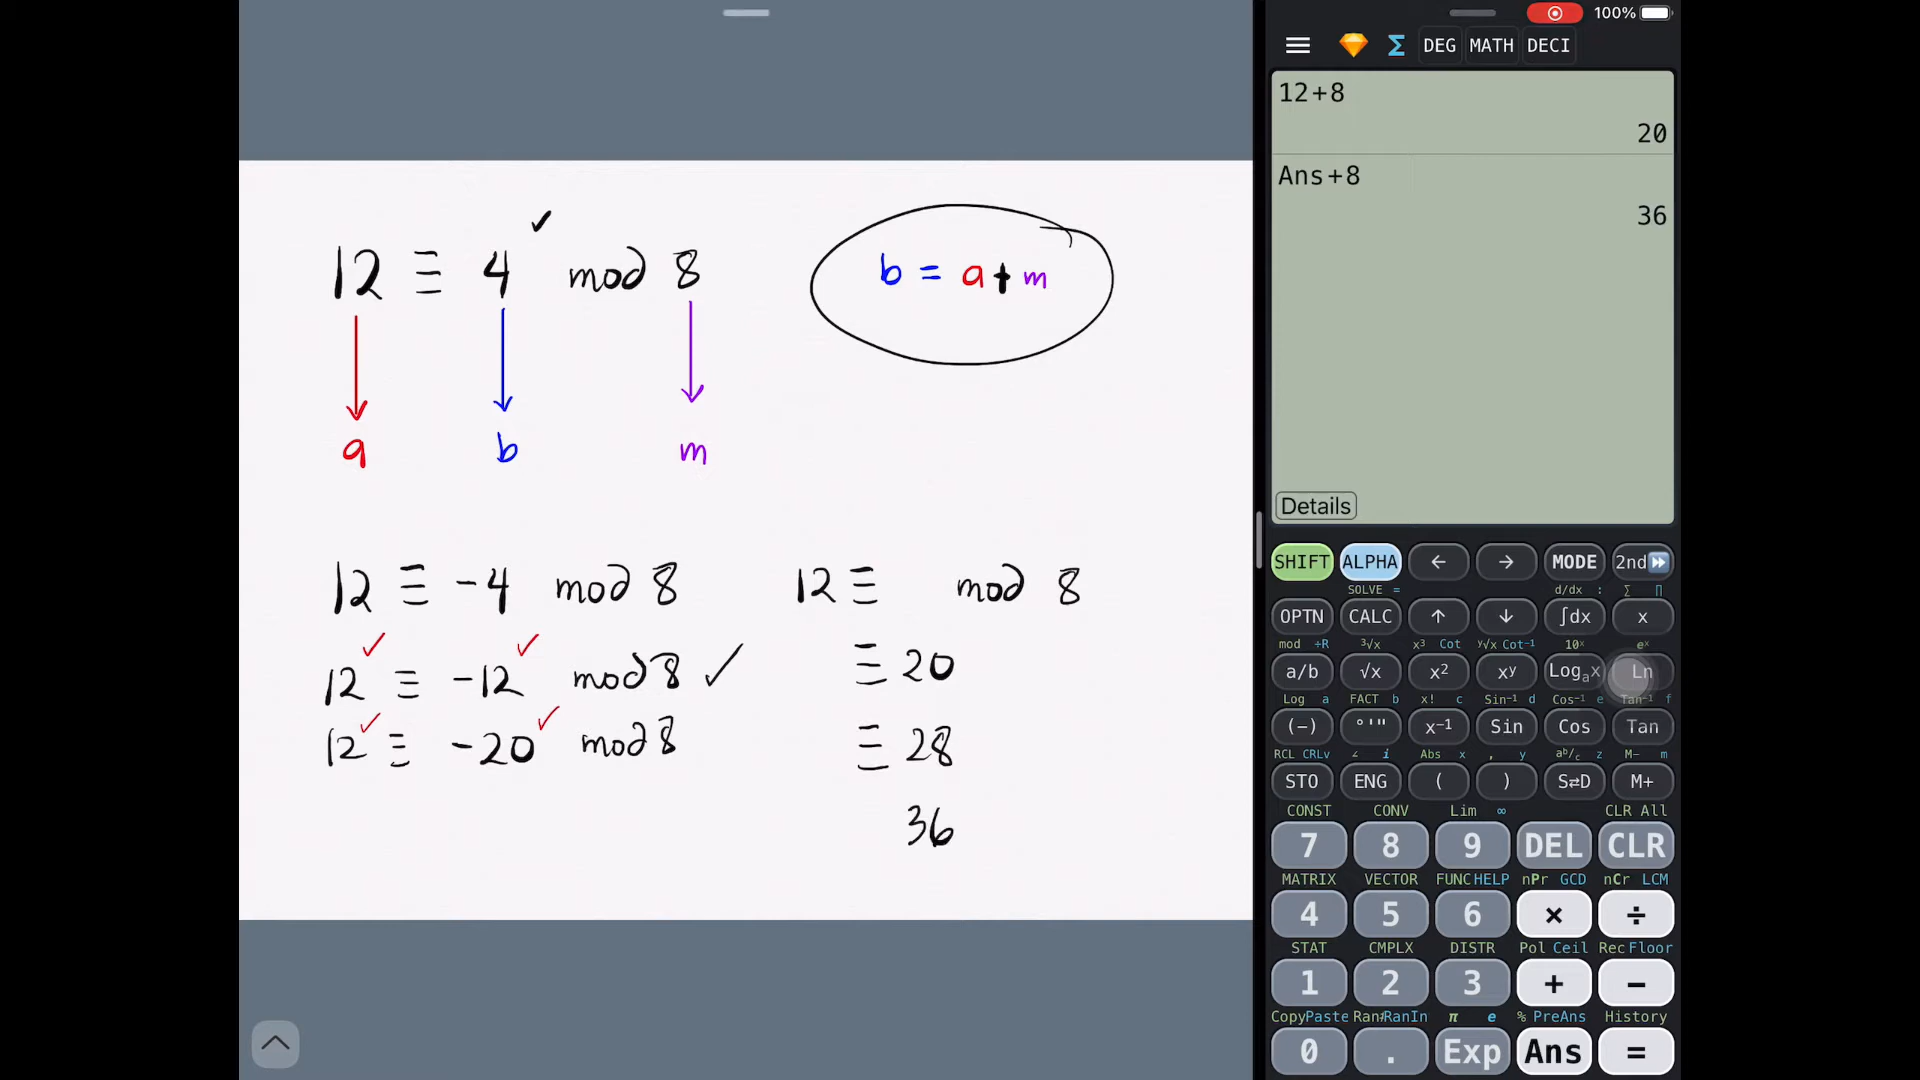 12 ≡ 4 ✓ mod 8
b = a + m
a b m
12 ≡ -4 mod 8
12 ≡ -12 mod 8 ✓
12 ≡ -20 mod 8
12 ≡ mod 8
≡ 20
≡ 28
36
100%
DEG MATH DECI
12+8
20
Ans+8
36
Details
SHIFT ALPHA ← → MODE 2nd
SOLVE = d/dx : ∑ ∏
OPTN CALC ↑ ↓ ∫dx x
mod ÷R ³√x x³ Cot y√x Cot⁻¹ 10ˣ eˣ
a/b √x x² xʸ Logₐx Ln
Log a FACT b x! c Sin⁻¹ d Cos⁻¹ e Tan⁻¹ f
(−) °'" x⁻¹ Sin Cos Tan
RCL CRLv ∠ i Abs x , y aᵇ/c z M− m
STO ENG ( ) S⇄D M+
CONST CONV Lim ∞ CLR All
7 8 9 DEL CLR
MATRIX VECTOR FUNC HELP nPr GCD nCr LCM
4 5 6 × ÷
STAT CMPLX DISTR Pol Ceil Rec Floor
1 2 3 + −
Copy Paste Ran# RanIn π e % PreAns History
0 . Exp Ans =